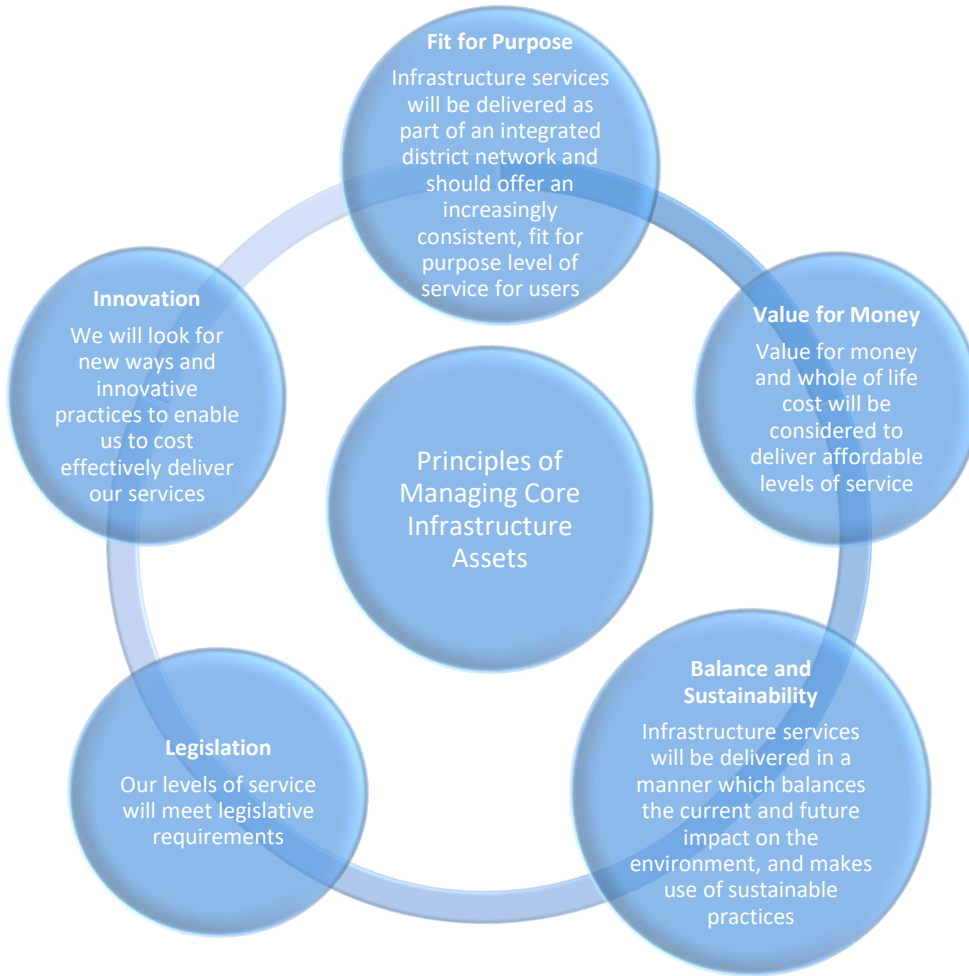 Fit for Purpose
Infrastructure services
will be delivered as
part of an integrated
district network and
should offer an
increasingly
consistent, fit for
purpose level of
service for users
Value for Money
Value for money
and whole of life
cost will be
considered to
deliver affordable
levels of service
Balance and
Sustainability
Infrastructure services
will be delivered in a
manner which balances
the current and future
impact on the
environment, and makes
use of sustainable
practices
Legislation
Our levels of service
will meet legislative
requirements
Innovation
We will look for
new ways and
innovative
practices to enable
us to cost
effectively deliver
our services
Principles of
Managing Core
Infrastructure
Assets